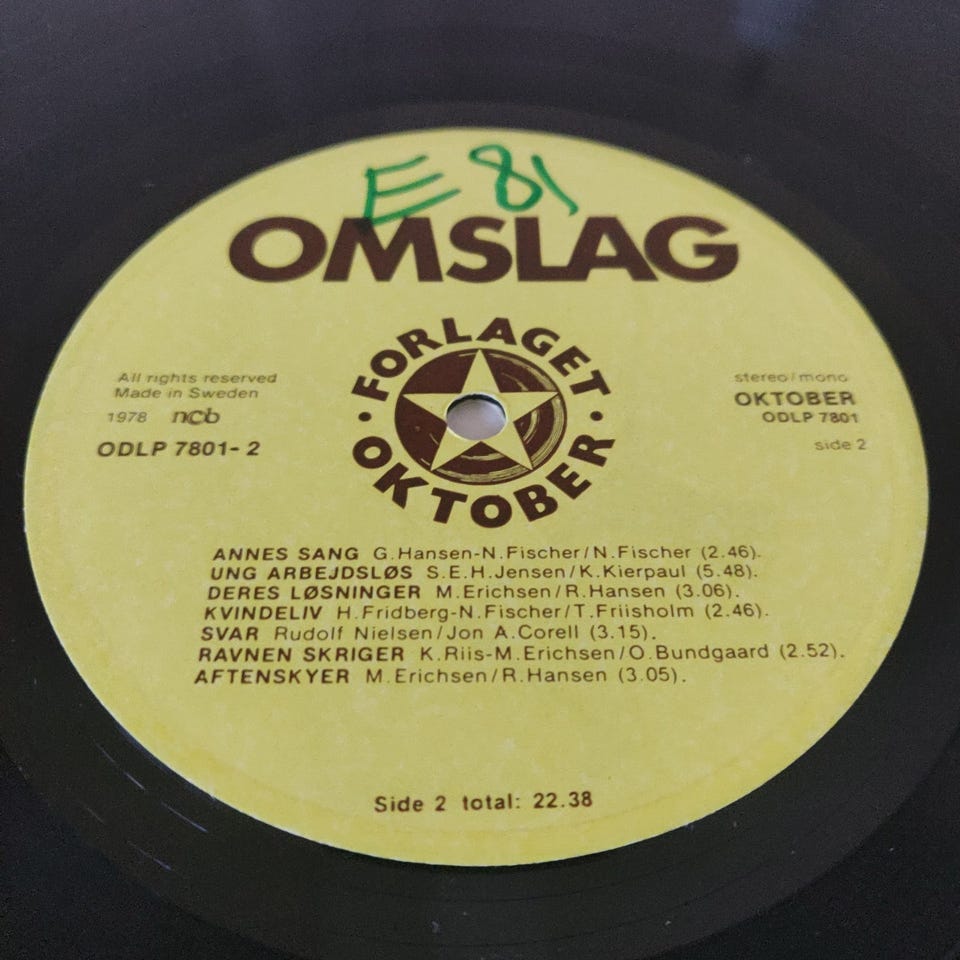 E 81
OMSLAG
FORLAGET
• OKTOBER •
All rights reserved
Made in Sweden
1978 ncb
ODLP 7801-2
stereo/mono
OKTOBER
ODLP 7801
side 2
ANNES SANG G.Hansen-N.Fischer/N.Fischer (2.46).
UNG ARBEJDSLØS S.E.H.Jensen/K.Kierpaul (5.48).
DERES LØSNINGER M.Erichsen/R.Hansen (3.06).
KVINDELIV H.Fridberg-N.Fischer/T.Friisholm (2.46).
SVAR Rudolf Nielsen/Jon A.Corell (3.15).
RAVNEN SKRIGER K.Riis-M.Erichsen/O.Bundgaard (2.52).
AFTENSKYER M.Erichsen/R.Hansen (3.05).
Side 2 total: 22.38